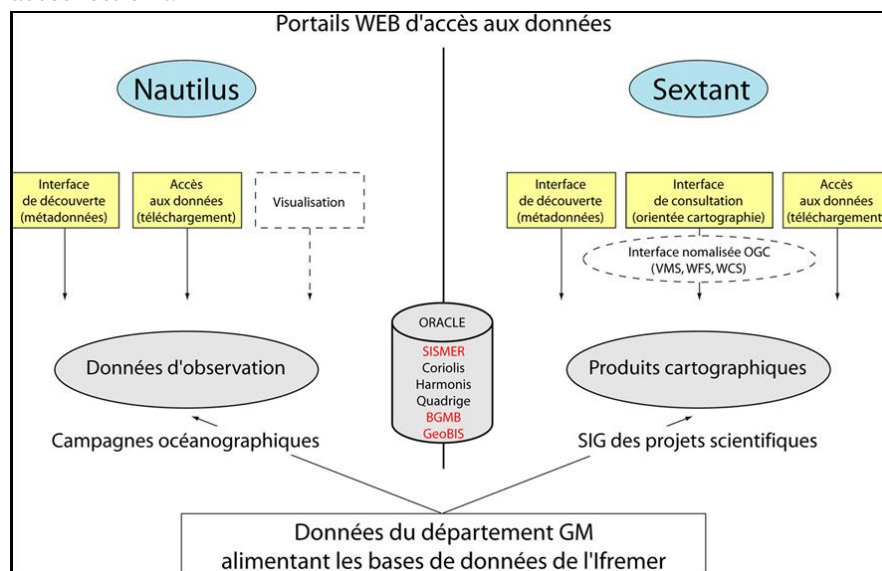 Portails WEB d'accès aux données
Nautilus
Sextant
Interface
de découverte
(métadonnées)
Accès
aux données
(téléchargement)
Visualisation
Interface
de découverte
(métadonnées)
Interface
de consultation
(orientée cartographie)
Accès
aux données
(téléchargement)
Interface nomalisée OGC
(VMS, WFS, WCS)
ORACLE
SISMER
Coriolis
Harmonis
Quadrige
BGMB
GeoBIS
Données d'observation
Produits cartographiques
Campagnes océanographiques
SIG des projets scientifiques
Données du département GM
alimentant les bases de données de l'Ifremer